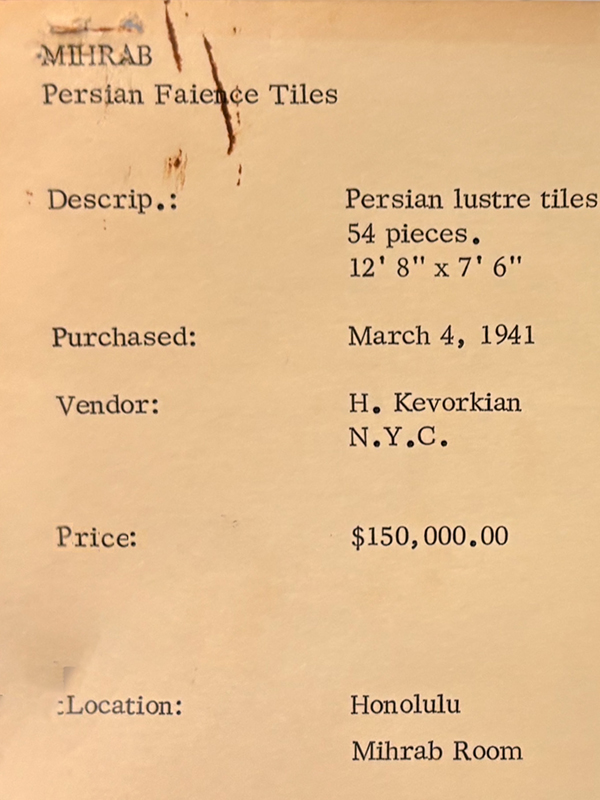 MIHRAB
Persian Faience Tiles
Descrip.: Persian lustre tiles
54 pieces.
12' 8" x 7' 6"
Purchased: March 4, 1941
Vendor: H. Kevorkian
N.Y.C.
Price: $150,000.00
:Location: Honolulu
Mihrab Room